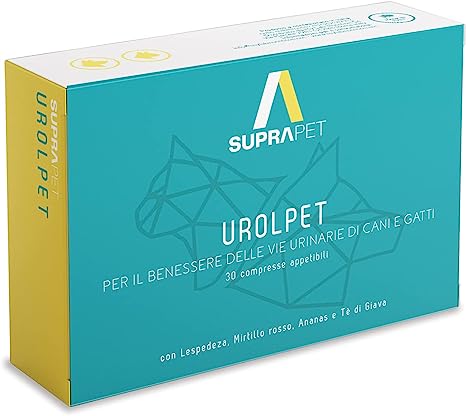 SUPRAPET
UROLPET
PER IL BENESSERE DELLE VIE URINARIE DI CANI E GATTI
30 compresse appetibili
con Lespedeza, Mirtillo rosso, Ananas e Tè di Giava
SUPRAPET
UROLPET